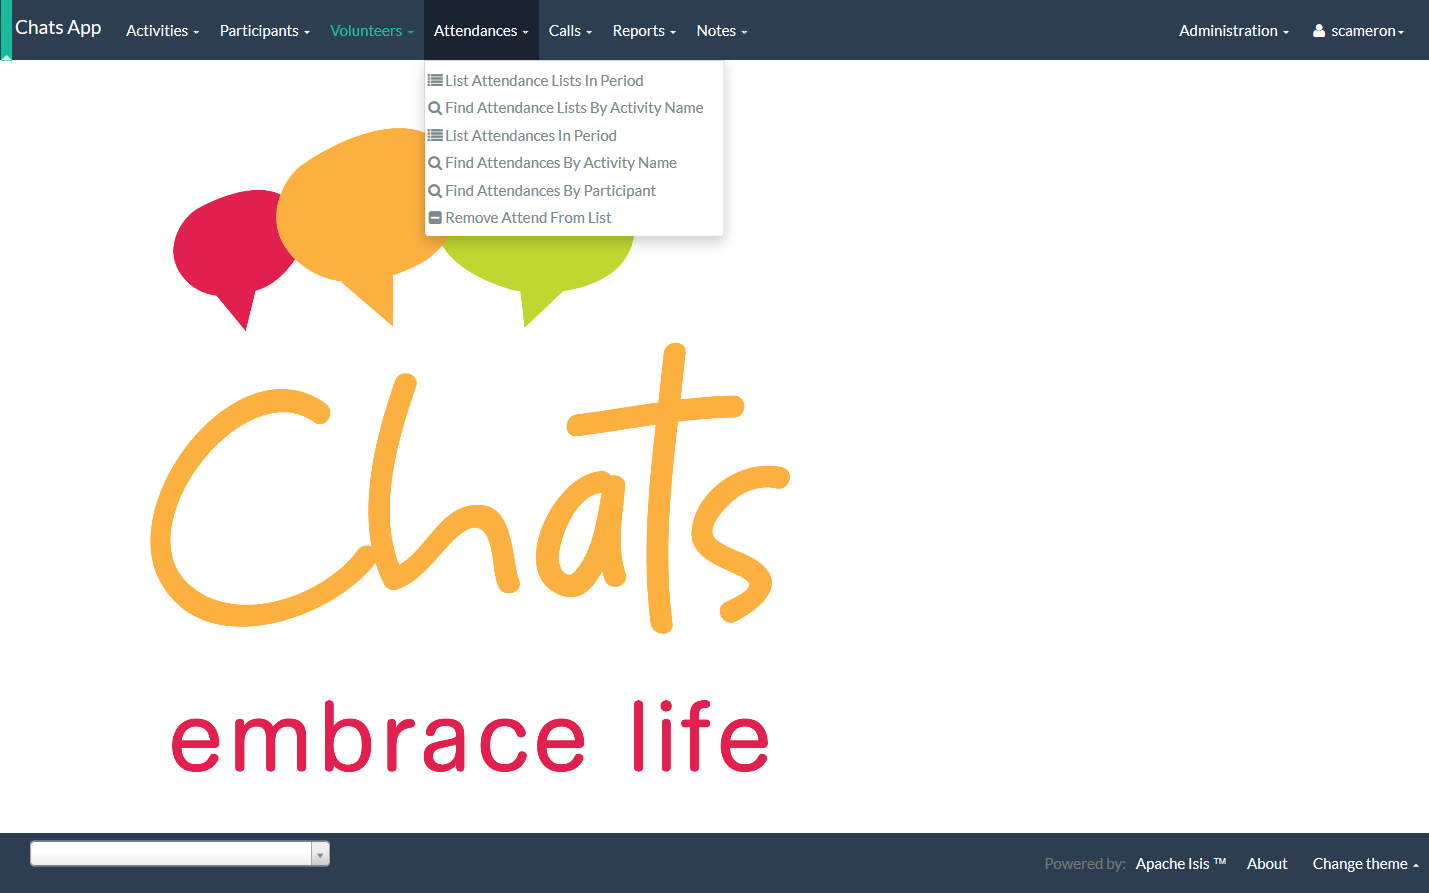 Chats App Activities Participants Volunteers Attendances Calls Reports Notes Administration scameron
List Attendance Lists In Period
Find Attendance Lists By Activity Name
List Attendances In Period
Find Attendances By Activity Name
Find Attendances By Participant
Remove Attend From List
Chats
embrace life
Powered by: Apache Isis ™ About Change theme